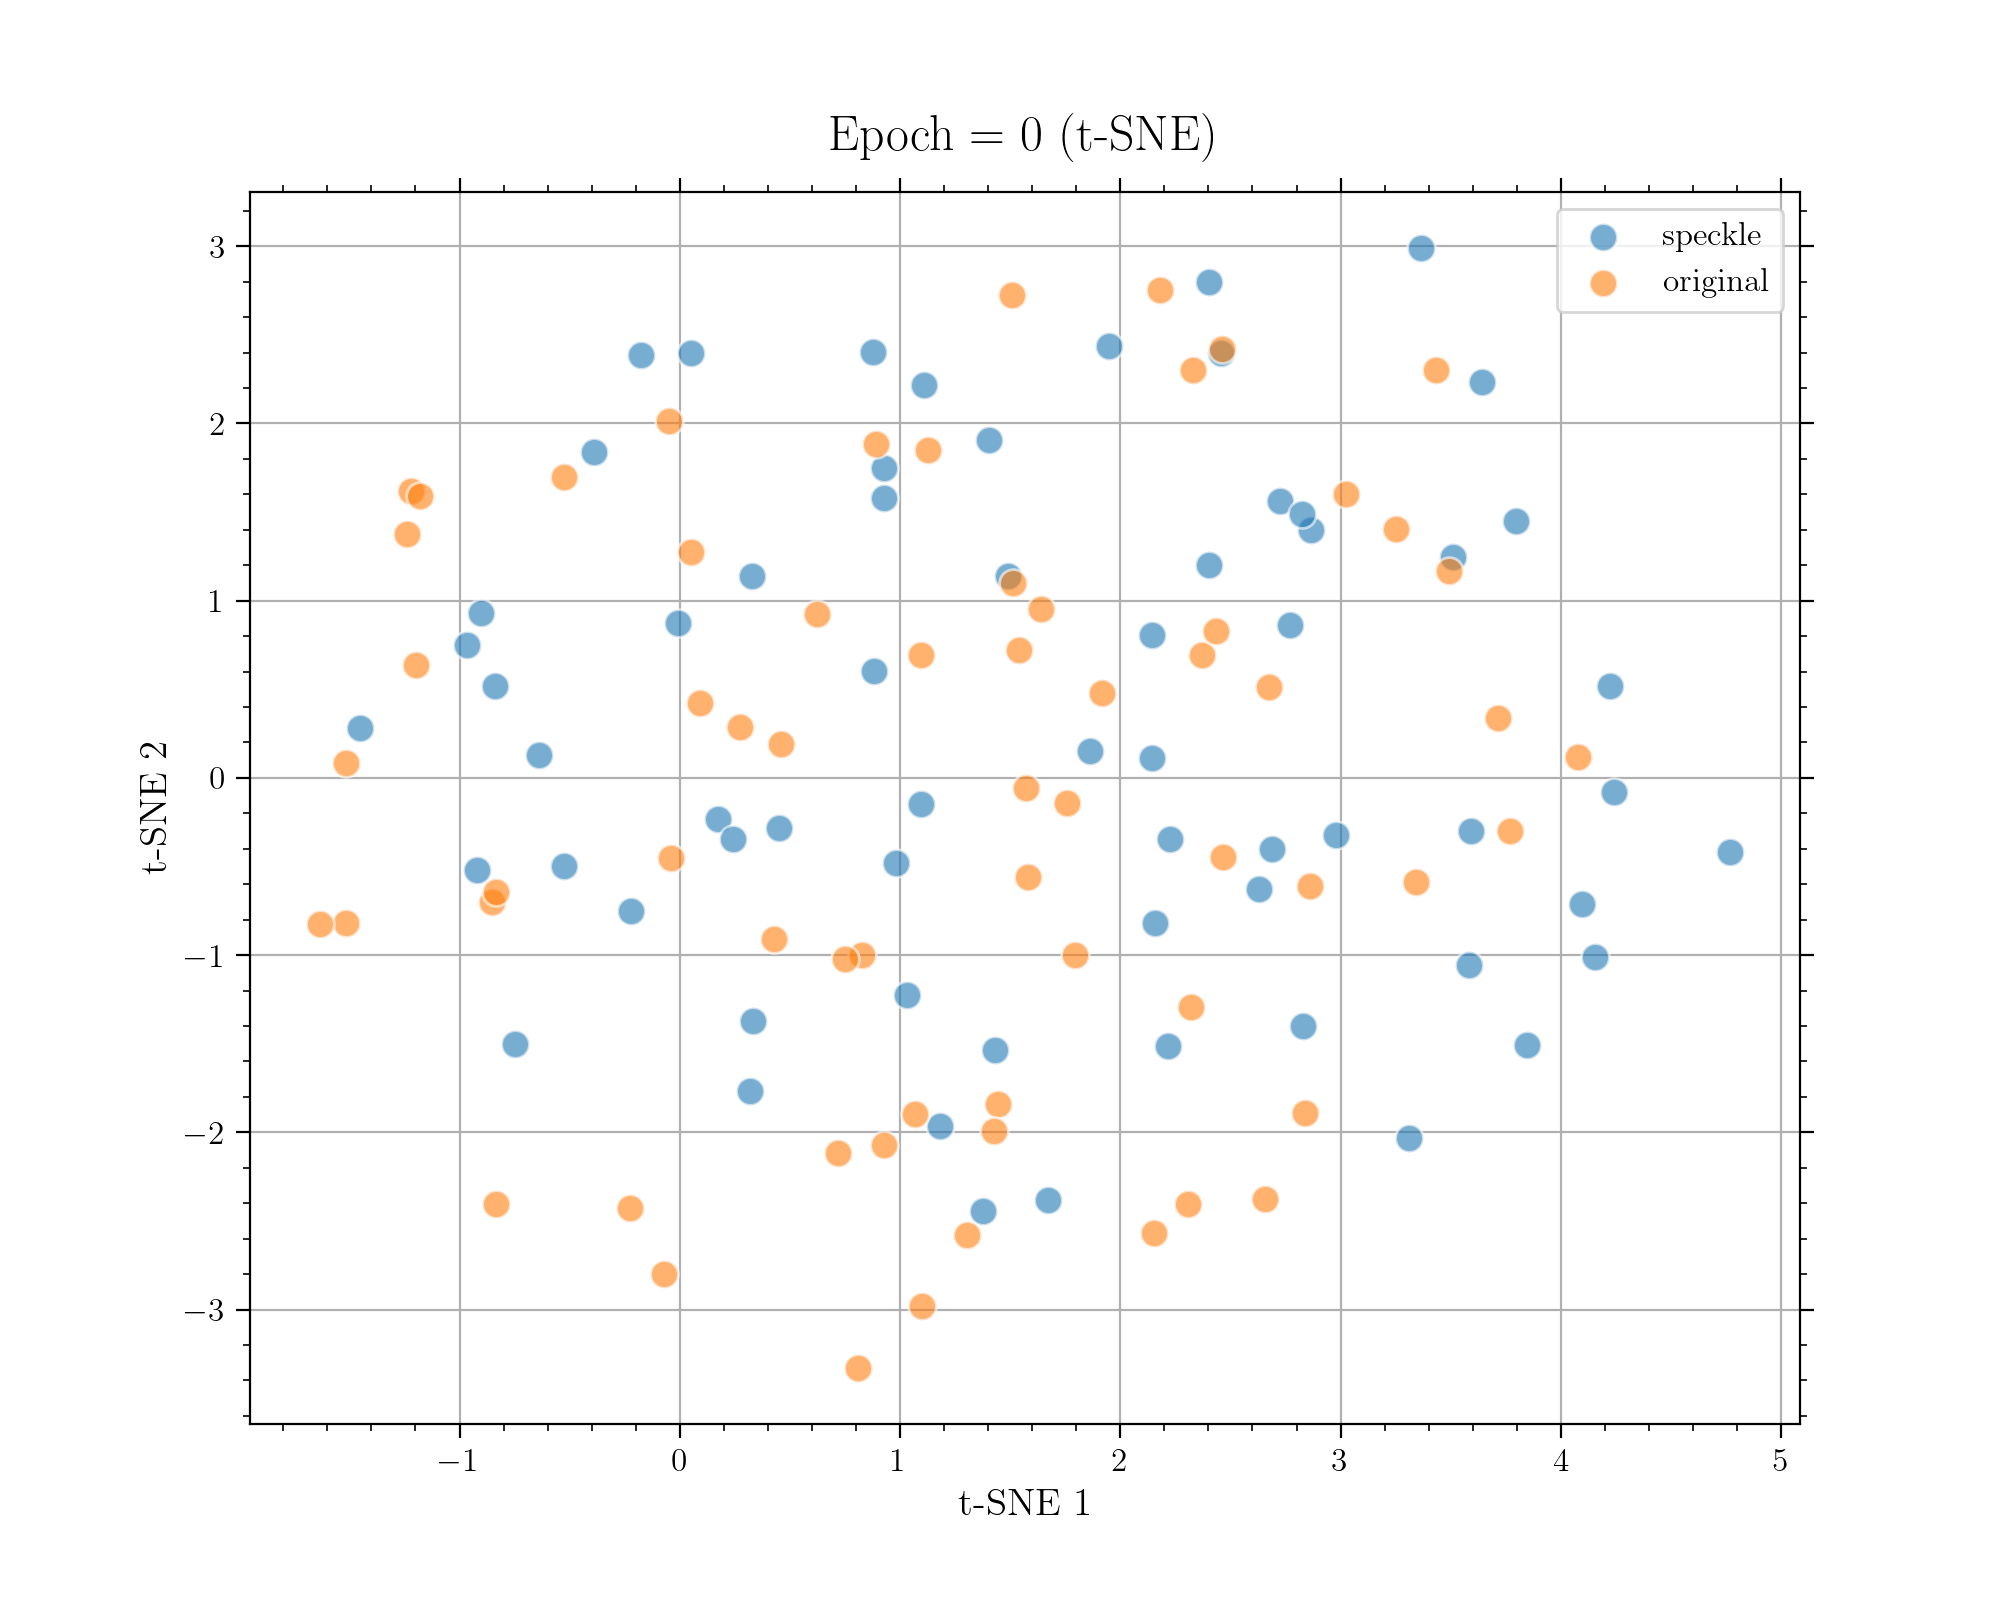 Epoch = 0 (t-SNE)
speckle
original
3
2
1
0
−1
−2
−3
t-SNE 2
−1 0 1 2 3 4 5
t-SNE 1